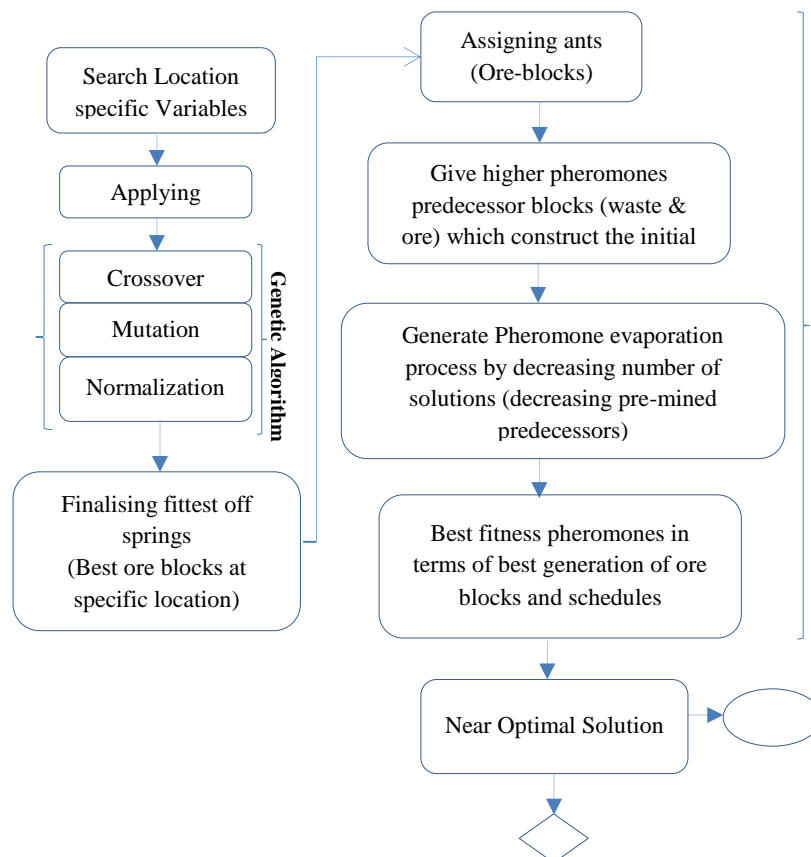 Search Location
specific Variables
Applying
Crossover
Mutation
Normalization
Genetic Algorithm
Finalising fittest off
springs
(Best ore blocks at
specific location)
Assigning ants
(Ore-blocks)
Give higher pheromones
predecessor blocks (waste &
ore) which construct the initial
Generate Pheromone evaporation
process by decreasing number of
solutions (decreasing pre-mined
predecessors)
Best fitness pheromones in
terms of best generation of ore
blocks and schedules
Near Optimal Solution